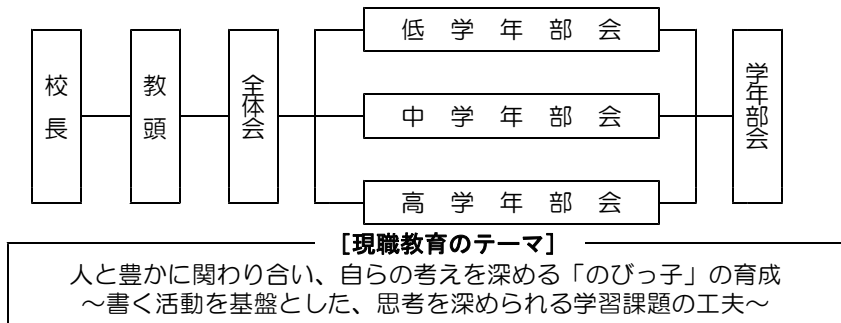 校長
教頭
全体会
低学年部会
中学年部会
高学年部会
学年部会
[現職教育のテーマ]
人と豊かに関わり合い、自らの考えを深める「のびっ子」の育成
～書く活動を基盤とした、思考を深められる学習課題の工夫～